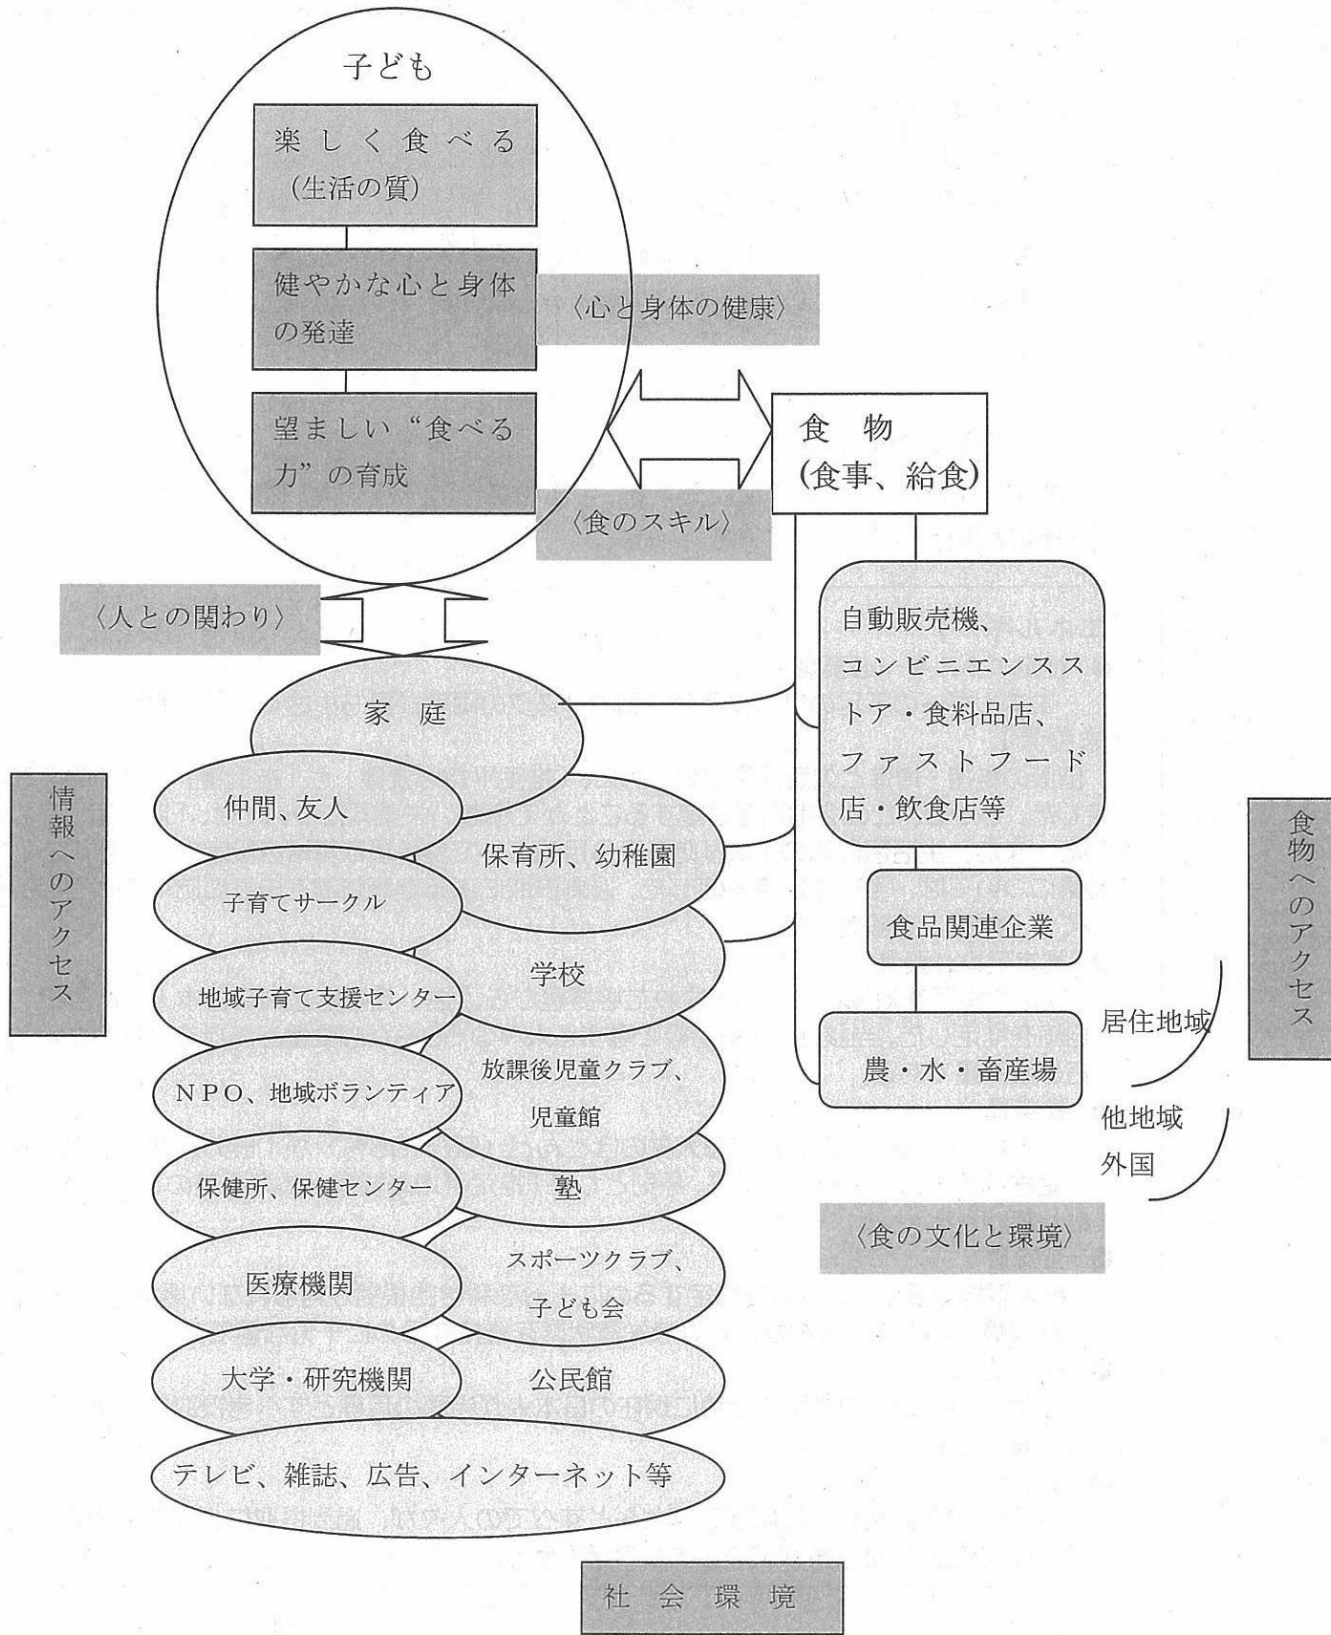 子ども
楽しく食べる
(生活の質)
健やかな心と身体
の発達
〈心と身体の健康〉
望ましい“食べる
力”の育成
食 物
(食事、給食)
〈食のスキル〉
〈人との関わり〉
自動販売機、
コンビニエンスス
トア・食料品店、
ファストフード
店・飲食店等
家 庭
仲間、友人
保育所、幼稚園
子育てサークル
食品関連企業
学校
地域子育て支援センター
情報へのアクセス
食物へのアクセス
居住地域
農・水・畜産場
放課後児童クラブ、
児童館
NPO、地域ボランティア
他地域
外国
保健所、保健センター
塾
〈食の文化と環境〉
医療機関
スポーツクラブ、
子ども会
大学・研究機関
公民館
テレビ、雑誌、広告、インターネット等
社 会 環 境